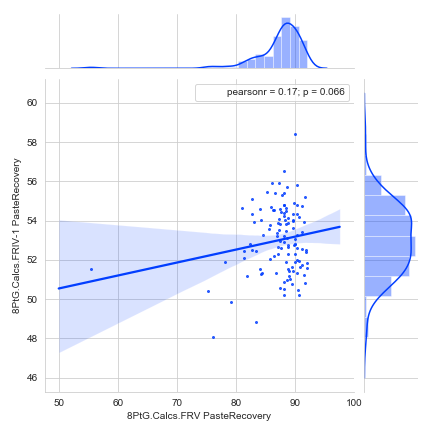 pearsonr = 0.17; p = 0.066
60
58
56
54
52
50
48
46
8PtG.Calcs.FRIV-1 PasteRecovery
50 60 70 80 90 100
8PtG.Calcs.FRV PasteRecovery